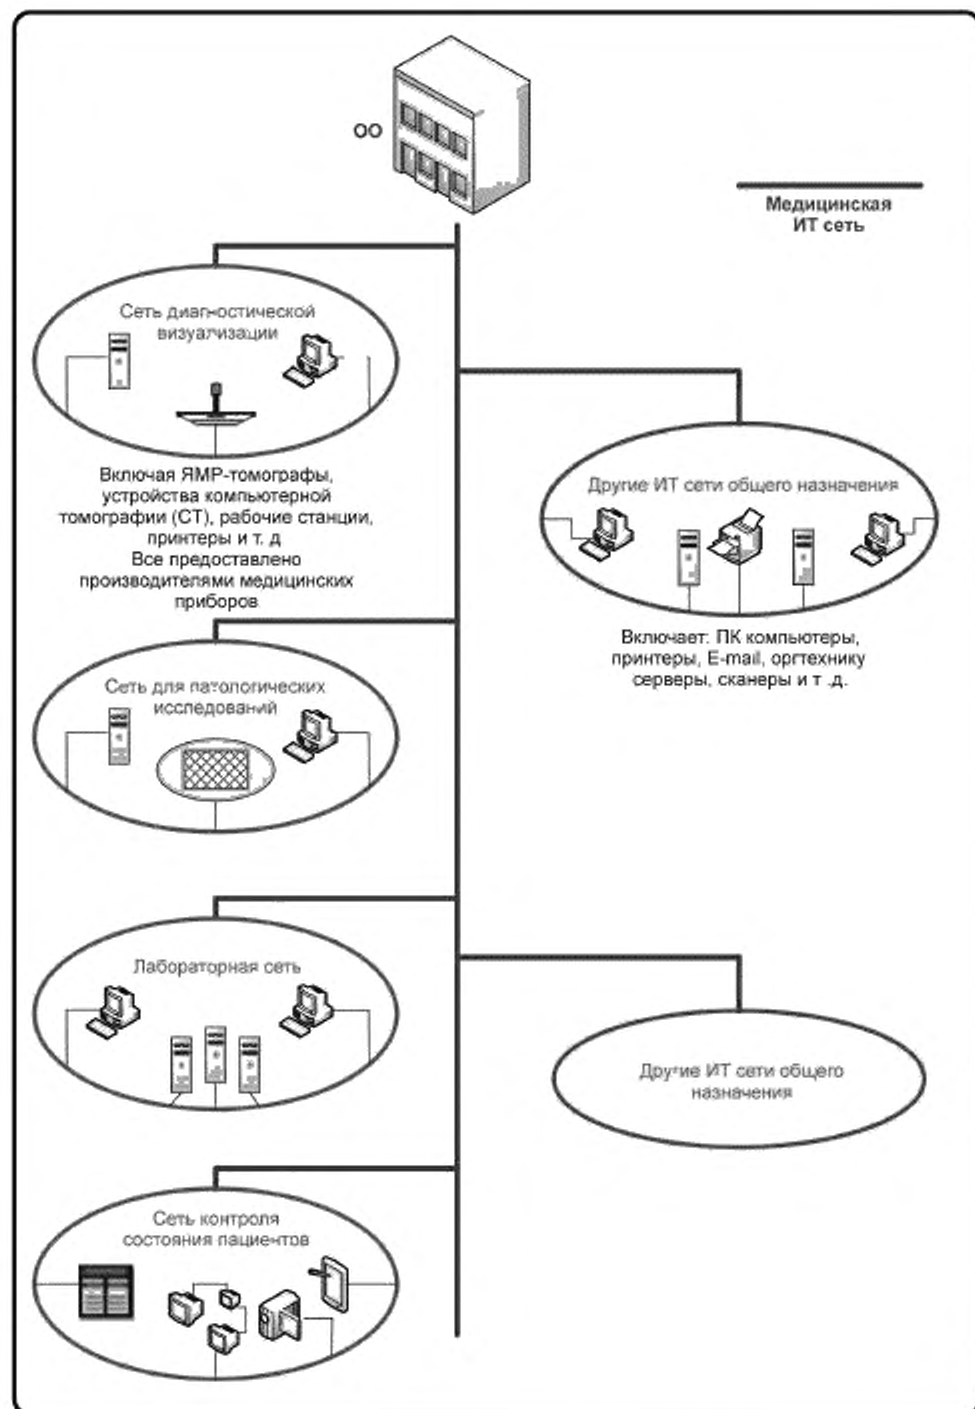 ОО
Медицинская
ИТ сеть
Сеть диагностической
визуализации
Включая ЯМР-томографы,
устройства компьютерной
томографии (СТ), рабочие станции,
принтеры и т. д
Все предоставлено
производителями медицинских
приборов
Другие ИТ сети общего назначения
Включает: ПК компьютеры,
принтеры, E-mail, оргтехнику
серверы, сканеры и т .д.
Сеть для патологических
исследований
Лабораторная сеть
Другие ИТ сети общего
назначения
Сеть контроля
состояния пациентов